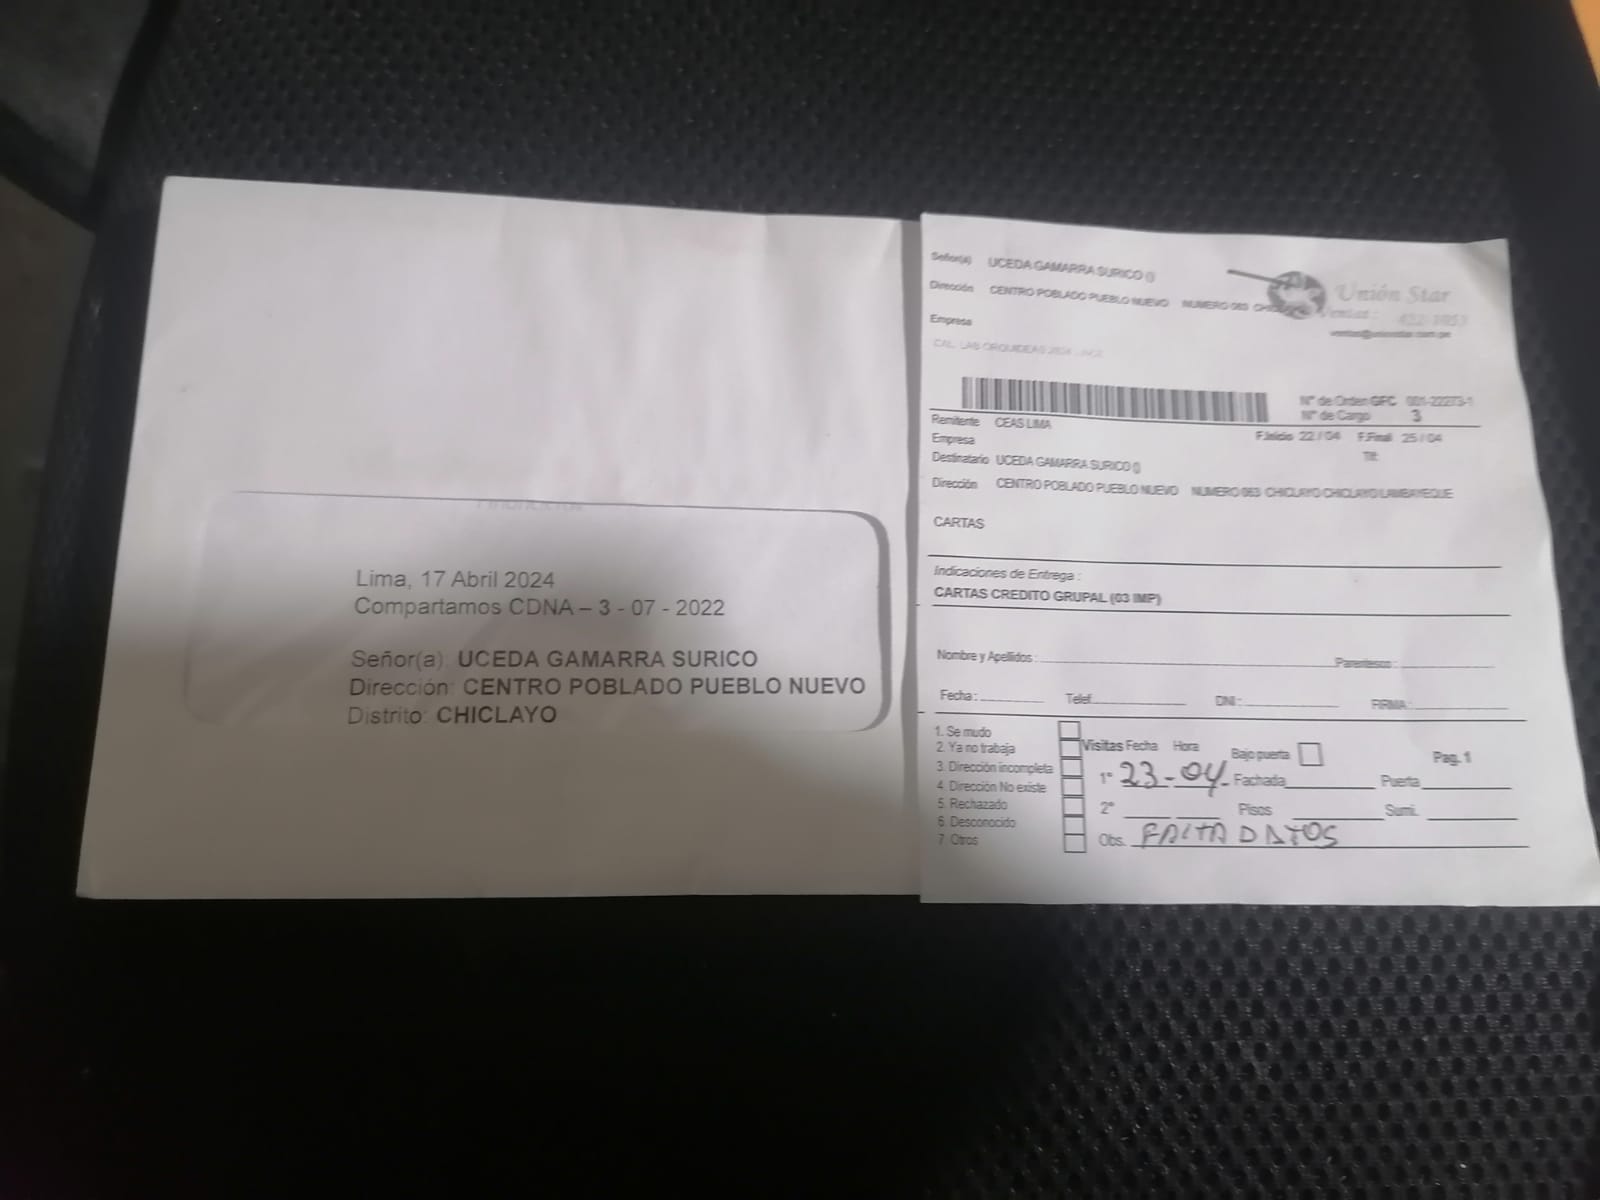 Lima, 17 Abril 2024
Compartamos CDNA – 3 - 07 - 2022
Señor(a): UCEDA GAMARRA SURICO
Dirección: CENTRO POBLADO PUEBLO NUEVO
Distrito: CHICLAYO
Señor(a) UCEDA GAMARRA SURICO ()
Dirección CENTRO POBLADO PUEBLO NUEVO NUMERO 063
Unión Star
Ventas:
Empresa
N° de Orden GFC 001-22273-1
N° de Cargo 3
Remitente CEAS LIMA
F.Inicio 22 / 04 F.Final 25 / 04
Empresa
Tlf:
Destinatario UCEDA GAMARRA SURICO ()
Dirección CENTRO POBLADO PUEBLO NUEVO NUMERO 063 CHICLAYO CHICLAYO LAMBAYEQUE
CARTAS
Indicaciones de Entrega :
CARTAS CREDITO GRUPAL (03 IMP)
Nombre y Apellidos : Parentesco :
Fecha : Telef. DNI : FIRMA :
1. Se mudo
2. Ya no trabaja
3. Dirección incompleta
4. Dirección No existe
5. Rechazado
6. Desconocido
7. Otros
Visitas Fecha Hora Bajo puerta Pag. 1
1° 23-04- Fachada Puerta
2° Pisos Sumi.
Obs. FALTA DATOS